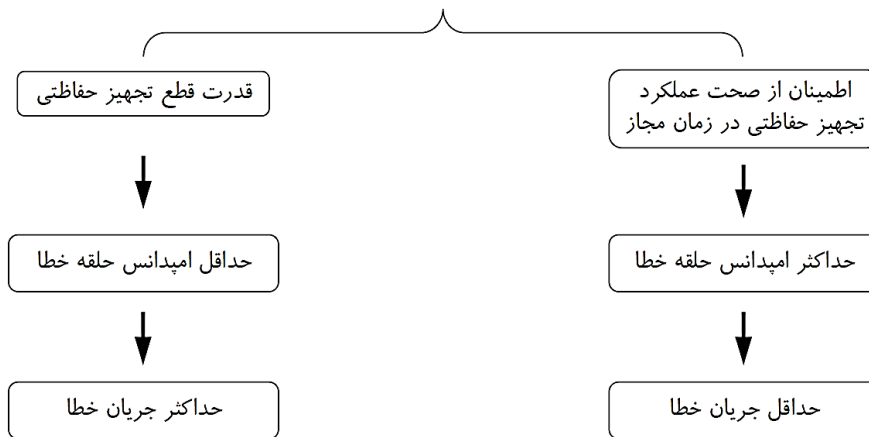 اطمینان از صحت عملکرد
تجهیز حفاظتی در زمان مجاز
حداکثر امپدانس حلقه خطا
حداقل جریان خطا
قدرت قطع تجهیز حفاظتی
حداقل امپدانس حلقه خطا
حداکثر جریان خطا